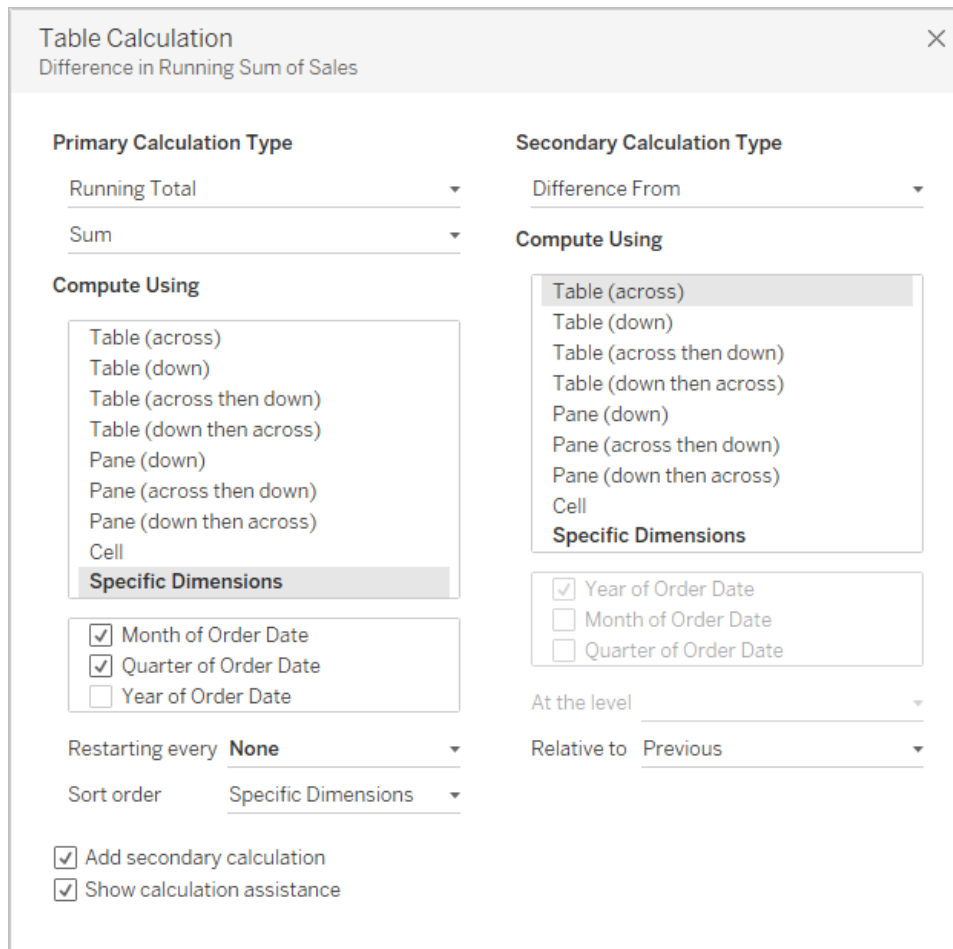 Table Calculation
Difference in Running Sum of Sales
Primary Calculation Type
Running Total
Sum
Compute Using
Table (across)
Table (down)
Table (across then down)
Table (down then across)
Pane (down)
Pane (across then down)
Pane (down then across)
Cell
Specific Dimensions
Month of Order Date
Quarter of Order Date
Year of Order Date
Restarting every None
Sort order Specific Dimensions
Add secondary calculation
Show calculation assistance
Secondary Calculation Type
Difference From
Compute Using
Table (across)
Table (down)
Table (across then down)
Table (down then across)
Pane (down)
Pane (across then down)
Pane (down then across)
Cell
Specific Dimensions
Year of Order Date
Month of Order Date
Quarter of Order Date
At the level
Relative to Previous